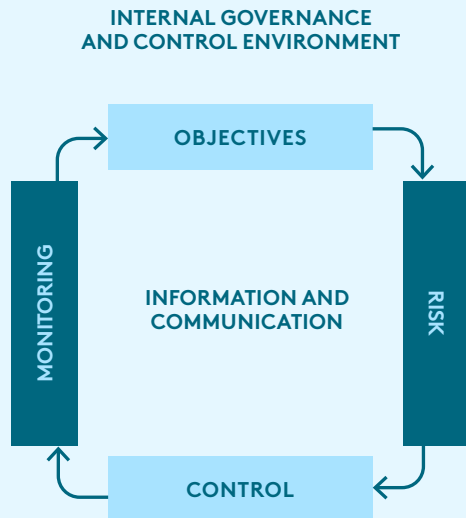 INTERNAL GOVERNANCE
AND CONTROL ENVIRONMENT
OBJECTIVES
MONITORING
INFORMATION AND
COMMUNICATION
RISK
CONTROL